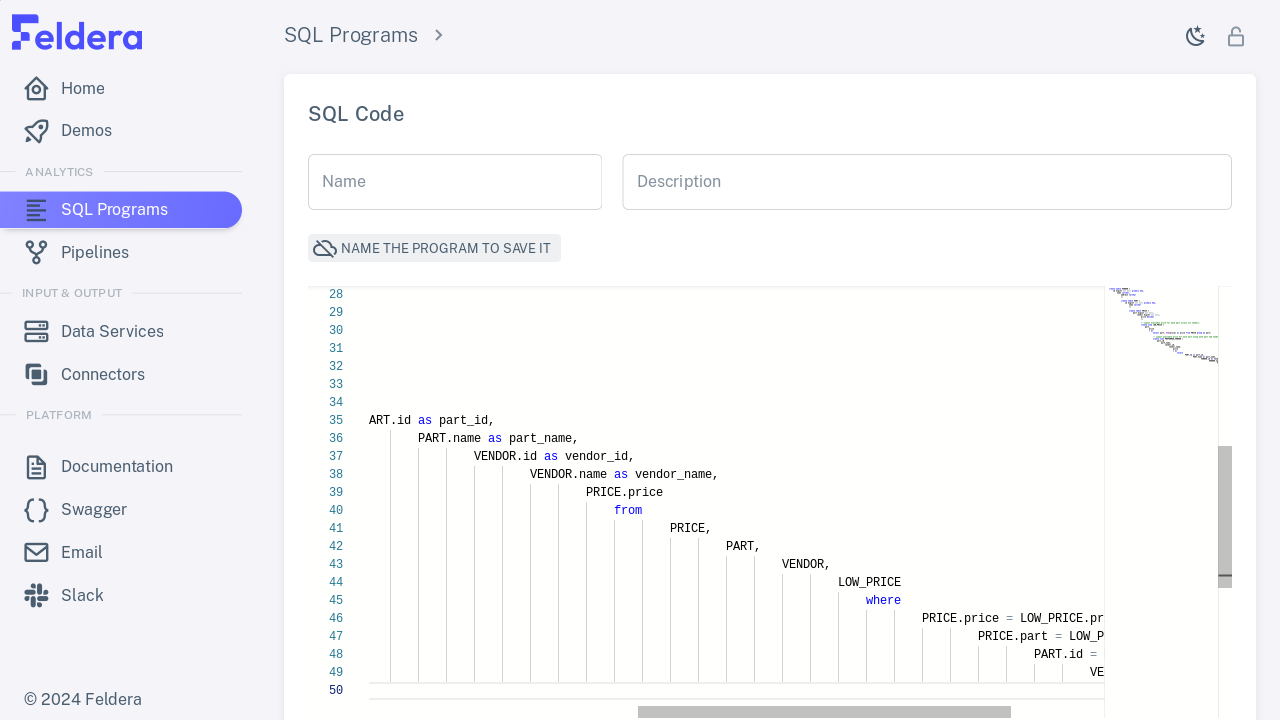 Feldera
SQL Programs
Home
Demos
ANALYTICS
SQL Programs
Pipelines
INPUT & OUTPUT
Data Services
Connectors
PLATFORM
Documentation
Swagger
Email
Slack
© 2024 Feldera
SQL Code
Name
Description
NAME THE PROGRAM TO SAVE IT
28
29
30
31
32
33
34
35 ART.id as part_id,
36 PART.name as part_name,
37 VENDOR.id as vendor_id,
38 VENDOR.name as vendor_name,
39 PRICE.price
40 from
41 PRICE,
42 PART,
43 VENDOR,
44 LOW_PRICE
45 where
46 PRICE.price = LOW_PRICE.pr
47 PRICE.part = LOW_P
48 PART.id =
49 VE
50